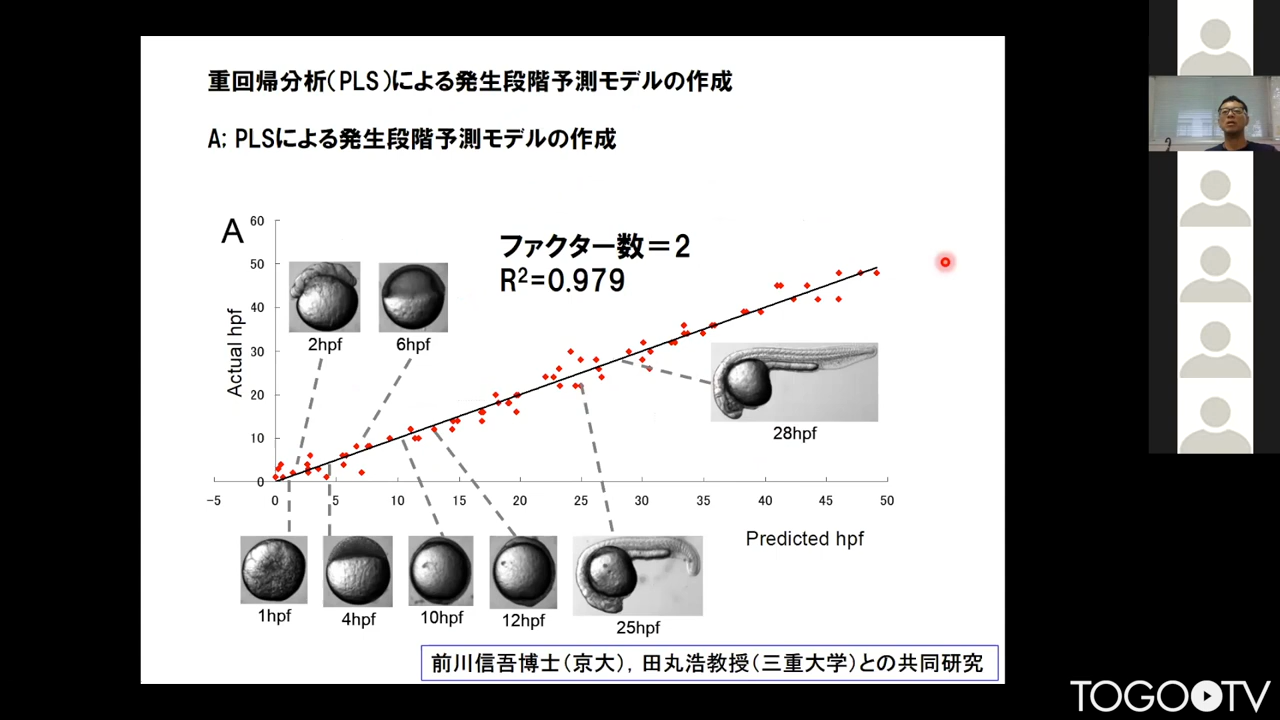 重回帰分析(PLS)による発生段階予測モデルの作成
A; PLSによる発生段階予測モデルの作成
A
ファクター数=2
R²=0.979
Actual hpf
60
50
40
30
20
10
0
2hpf
6hpf
28hpf
-5
0
5
10
15
20
25
30
35
40
45
50
Predicted hpf
1hpf
4hpf
10hpf
12hpf
25hpf
前川信吾博士(京大), 田丸浩教授(三重大学)との共同研究
TOGOTV